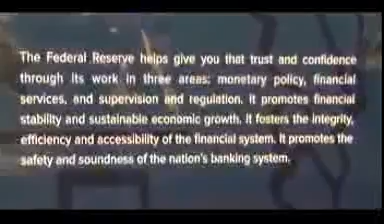 The Federal Reserve helps give you that trust and confidence
through its work in three areas: monetary policy, financial
services, and supervision and regulation. It promotes financial
stability and sustainable economic growth. It fosters the integrity,
efficiency and accessibility of the financial system. It promotes the
safety and soundness of the nation's banking system.